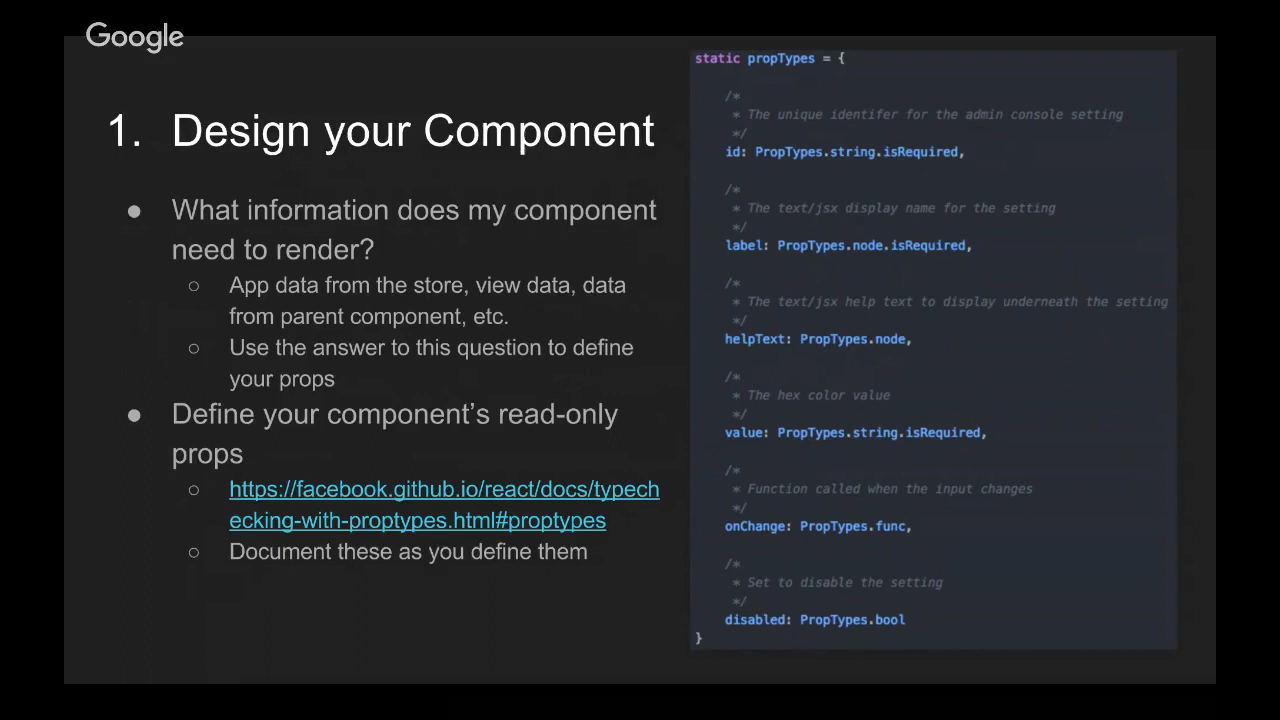 Google
1. Design your Component
● What information does my component
need to render?
○ App data from the store, view data, data
from parent component, etc.
○ Use the answer to this question to define
your props
● Define your component's read-only
props
○ https://facebook.github.io/react/docs/typech
ecking-with-proptypes.html#proptypes
○ Document these as you define them
static propTypes = {
/*
* The unique identifer for the admin console setting
*/
id: PropTypes.string.isRequired,
/*
* The text/jsx display name for the setting
*/
label: PropTypes.node.isRequired,
/*
* The text/jsx help text to display underneath the setting
*/
helpText: PropTypes.node,
/*
* The hex color value
*/
value: PropTypes.string.isRequired,
/*
* Function called when the input changes
*/
onChange: PropTypes.func,
/*
* Set to disable the setting
*/
disabled: PropTypes.bool
}